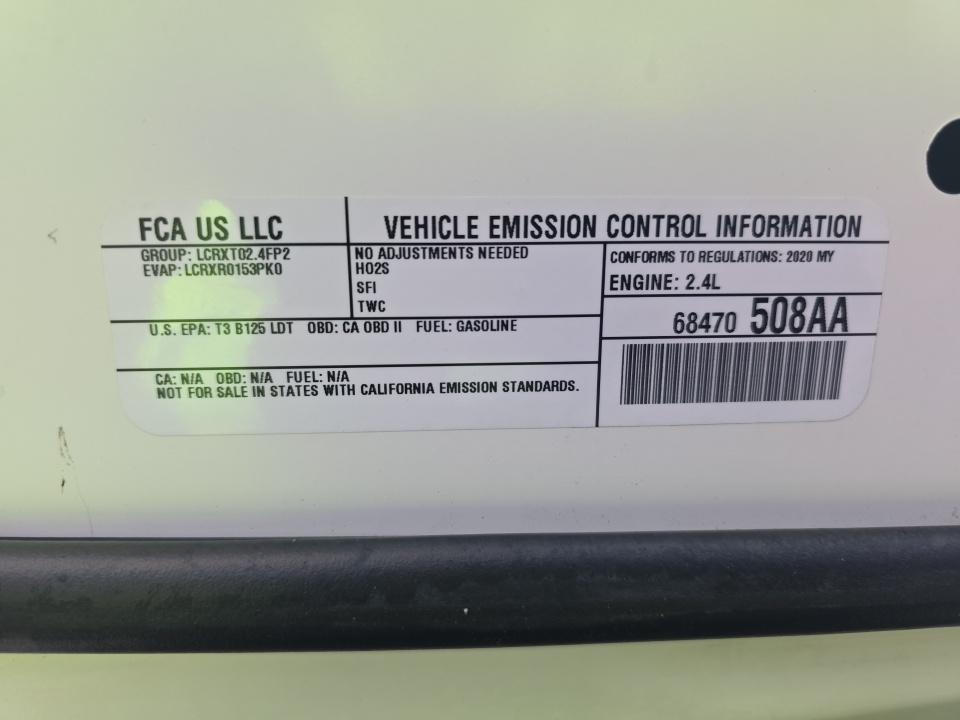 FCA US LLC
VEHICLE EMISSION CONTROL INFORMATION
GROUP: LCRXT02.4FP2
EVAP: LCRXR0153PK0
NO ADJUSTMENTS NEEDED
HO2S
SFI
TWC
CONFORMS TO REGULATIONS: 2020 MY
ENGINE: 2.4L
68470 508AA
U.S. EPA: T3 B125 LDT OBD: CA OBD II FUEL: GASOLINE
CA: N/A OBD: N/A FUEL: N/A
NOT FOR SALE IN STATES WITH CALIFORNIA EMISSION STANDARDS.